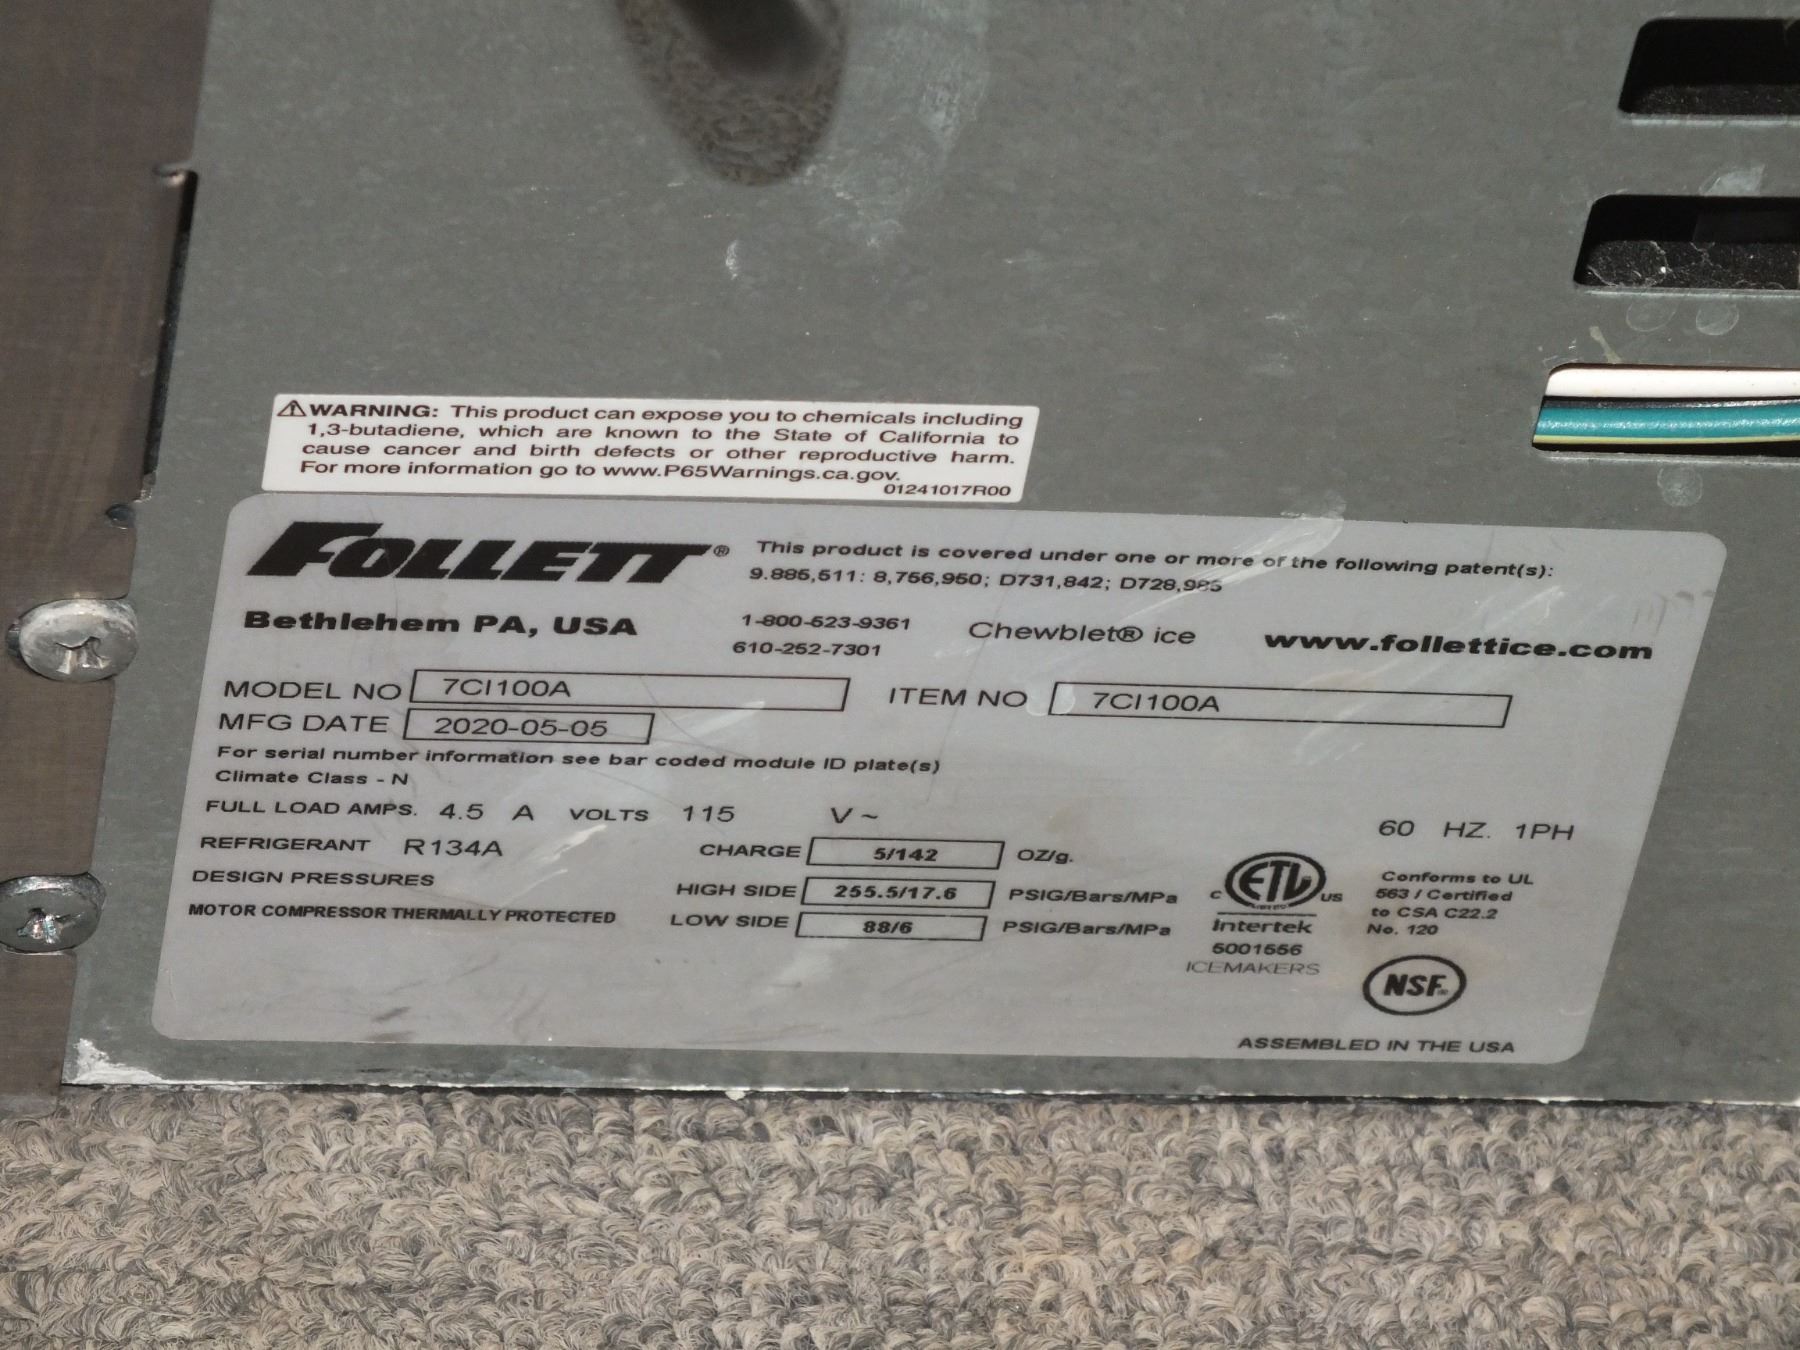 ⚠WARNING: This product can expose you to chemicals including
1,3-butadiene, which are known to the State of California to
cause cancer and birth defects or other reproductive harm.
For more information go to www.P65Warnings.ca.gov.
01241017R00
FOLLETT®
This product is covered under one or more of the following patent(s):
9.885,511: 8,756,950; D731,842; D728,985
Bethlehem PA, USA
1-800-523-9361
610-252-7301
Chewblet® ice
www.follettice.com
MODEL NO 7CI100A
ITEM NO 7CI100A
MFG DATE 2020-05-05
For serial number information see bar coded module ID plate(s)
Climate Class - N
FULL LOAD AMPS. 4.5 A VOLTS 115 V~ 60 HZ. 1PH
REFRIGERANT R134A
CHARGE 5/142 OZ/g.
DESIGN PRESSURES
HIGH SIDE 255.5/17.6 PSIG/Bars/MPa
MOTOR COMPRESSOR THERMALLY PROTECTED
LOW SIDE 88/6 PSIG/Bars/MPa
C ETL US
Intertek
5001556
ICEMAKERS
Conforms to UL
563 / Certified
to CSA C22.2
No. 120
NSF
ASSEMBLED IN THE USA